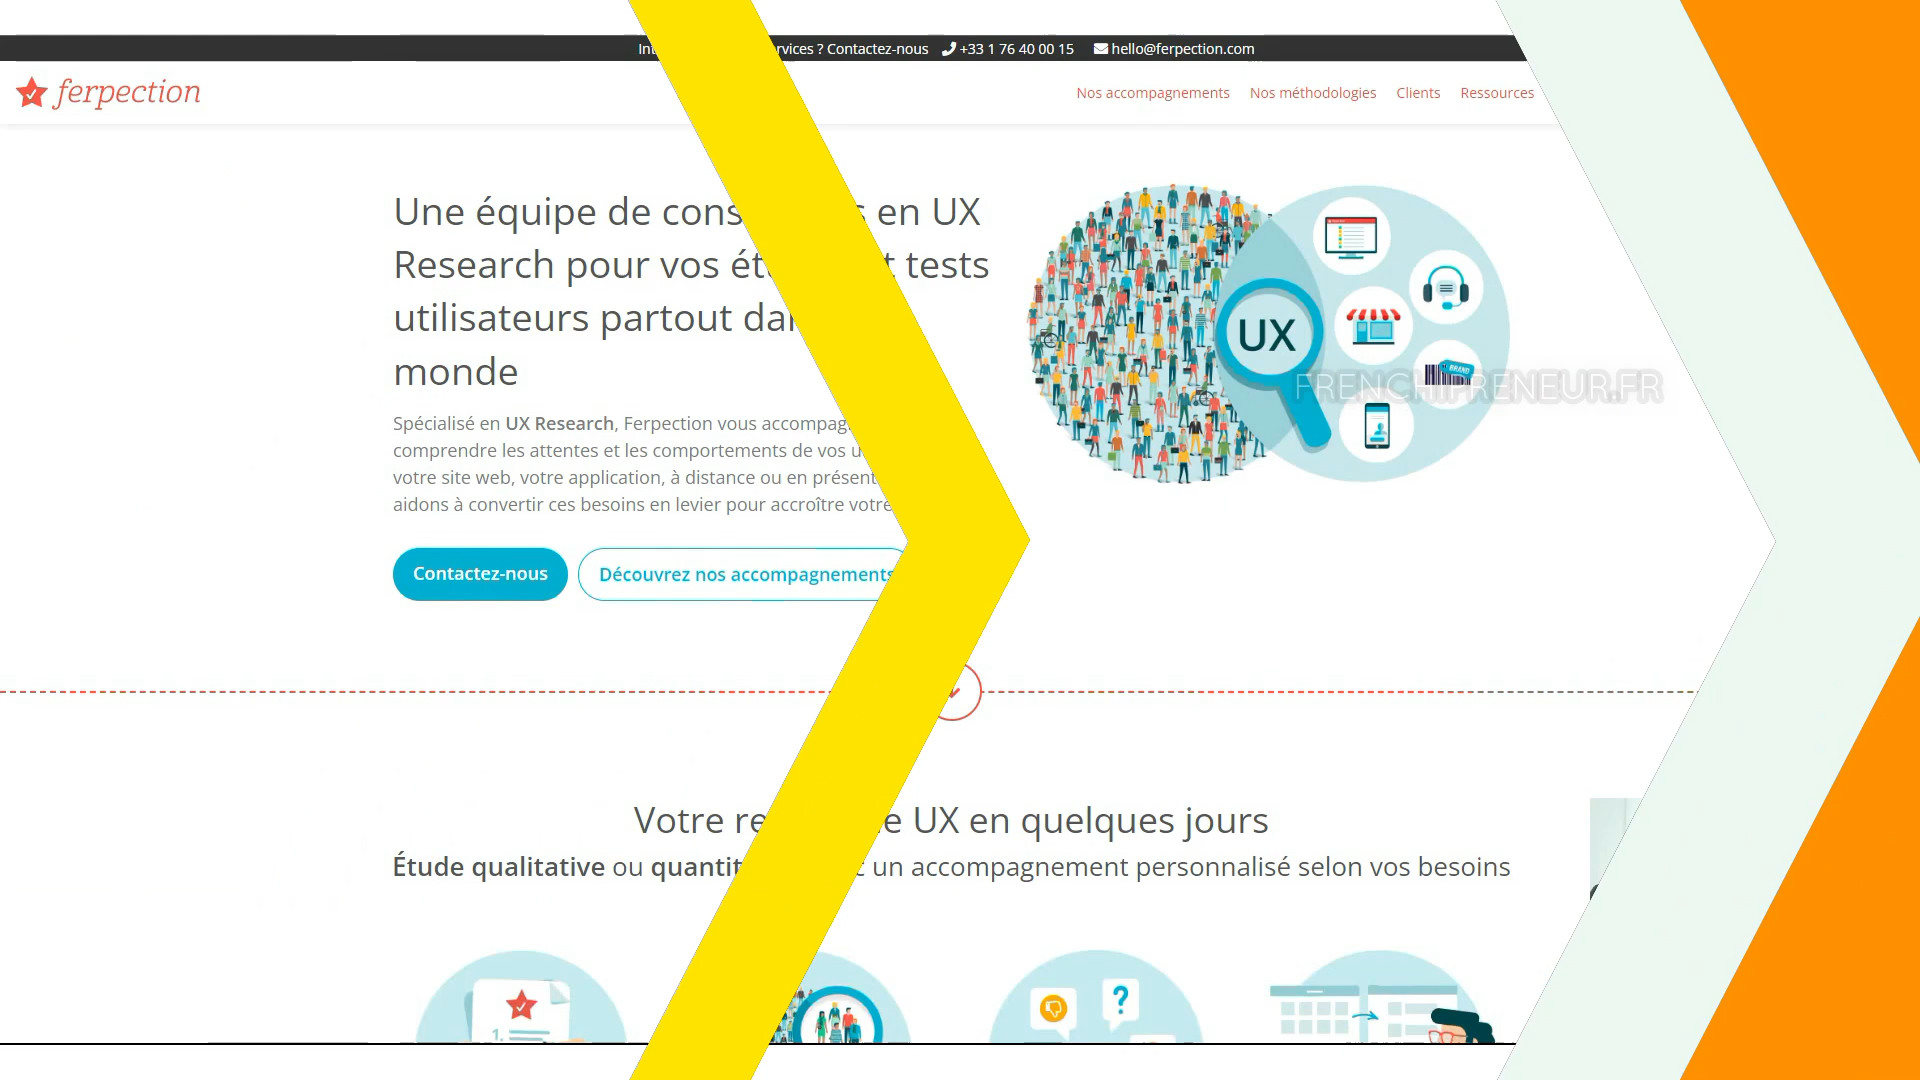 rvices ? Contactez-nous +33 1 76 40 00 15 hello@ferpection.com
ferpection
Nos accompagnements Nos méthodologies Clients Ressources
Une équipe de cons en UX
Research pour vos ét tests
utilisateurs partout da
monde
Spécialisé en UX Research, Ferpection vous accompag
comprendre les attentes et les comportements de vos u
votre site web, votre application, à distance ou en présent
aidons à convertir ces besoins en levier pour accroître votre
UX
BRAND
FRENCHIPRENEUR.FR
Contactez-nous
Découvrez nos accompagnements
Votre re e UX en quelques jours
Étude qualitative ou quantit un accompagnement personnalisé selon vos besoins
?
1.